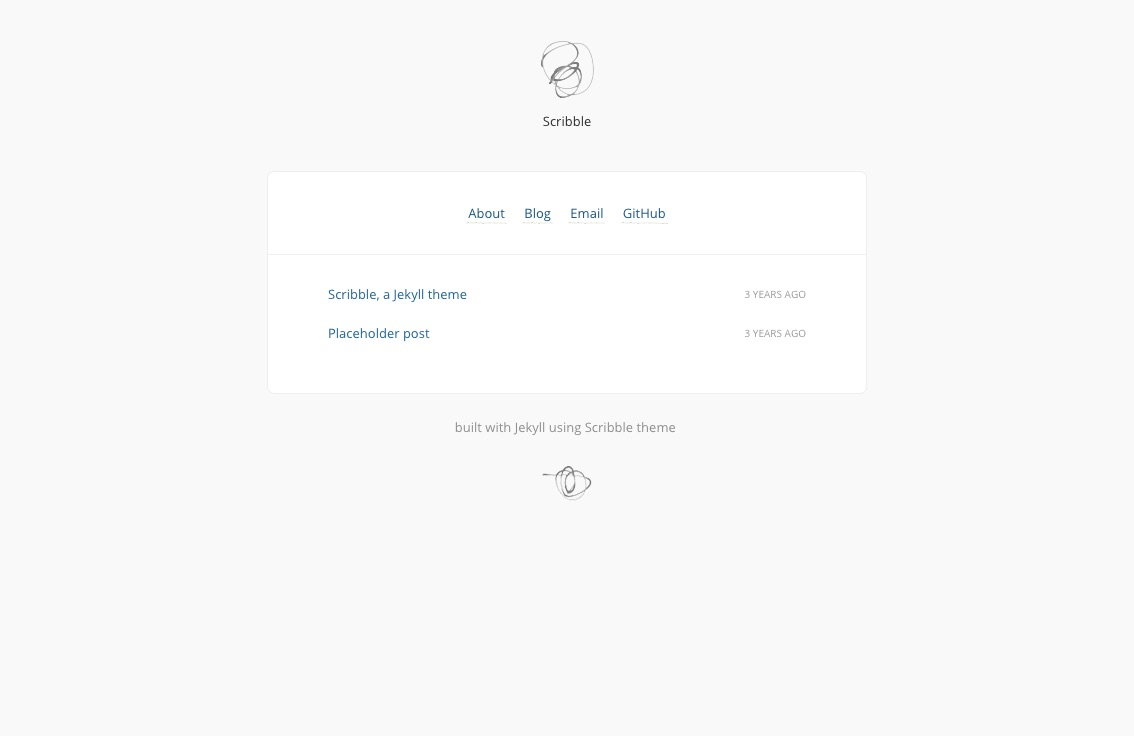 Scribble
About Blog Email GitHub
Scribble, a Jekyll theme 3 YEARS AGO
Placeholder post 3 YEARS AGO
built with Jekyll using Scribble theme